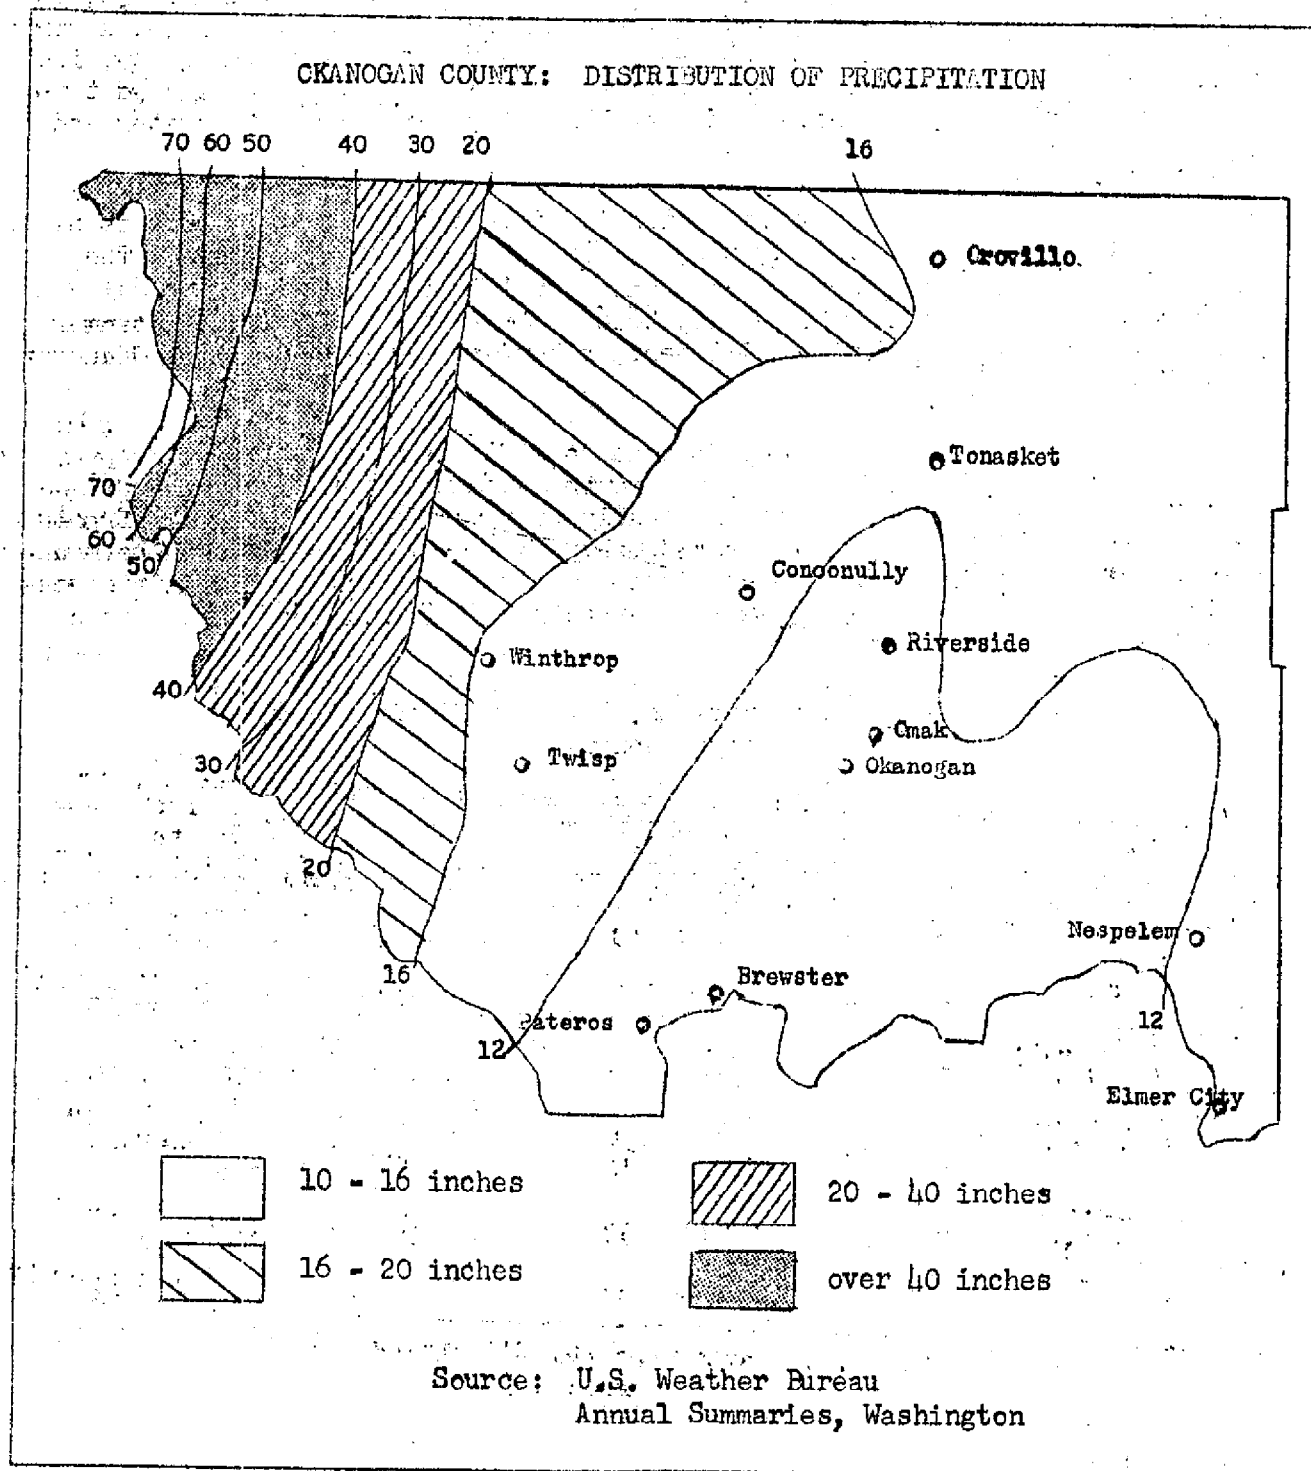 OKANOGAN COUNTY: DISTRIBUTION OF PRECIPITATION
70 60 50 40 30 20 16
Orovillo
Tonasket
Conconully
Riverside
Winthrop
Omak
Twisp
Okanogan
70
60
50
40
30
20
16
12
Nespelem
Brewster
Pateros
12
Elmer City
10 - 16 inches
20 - 40 inches
16 - 20 inches
over 40 inches
Source: U.S. Weather Bureau
Annual Summaries, Washington